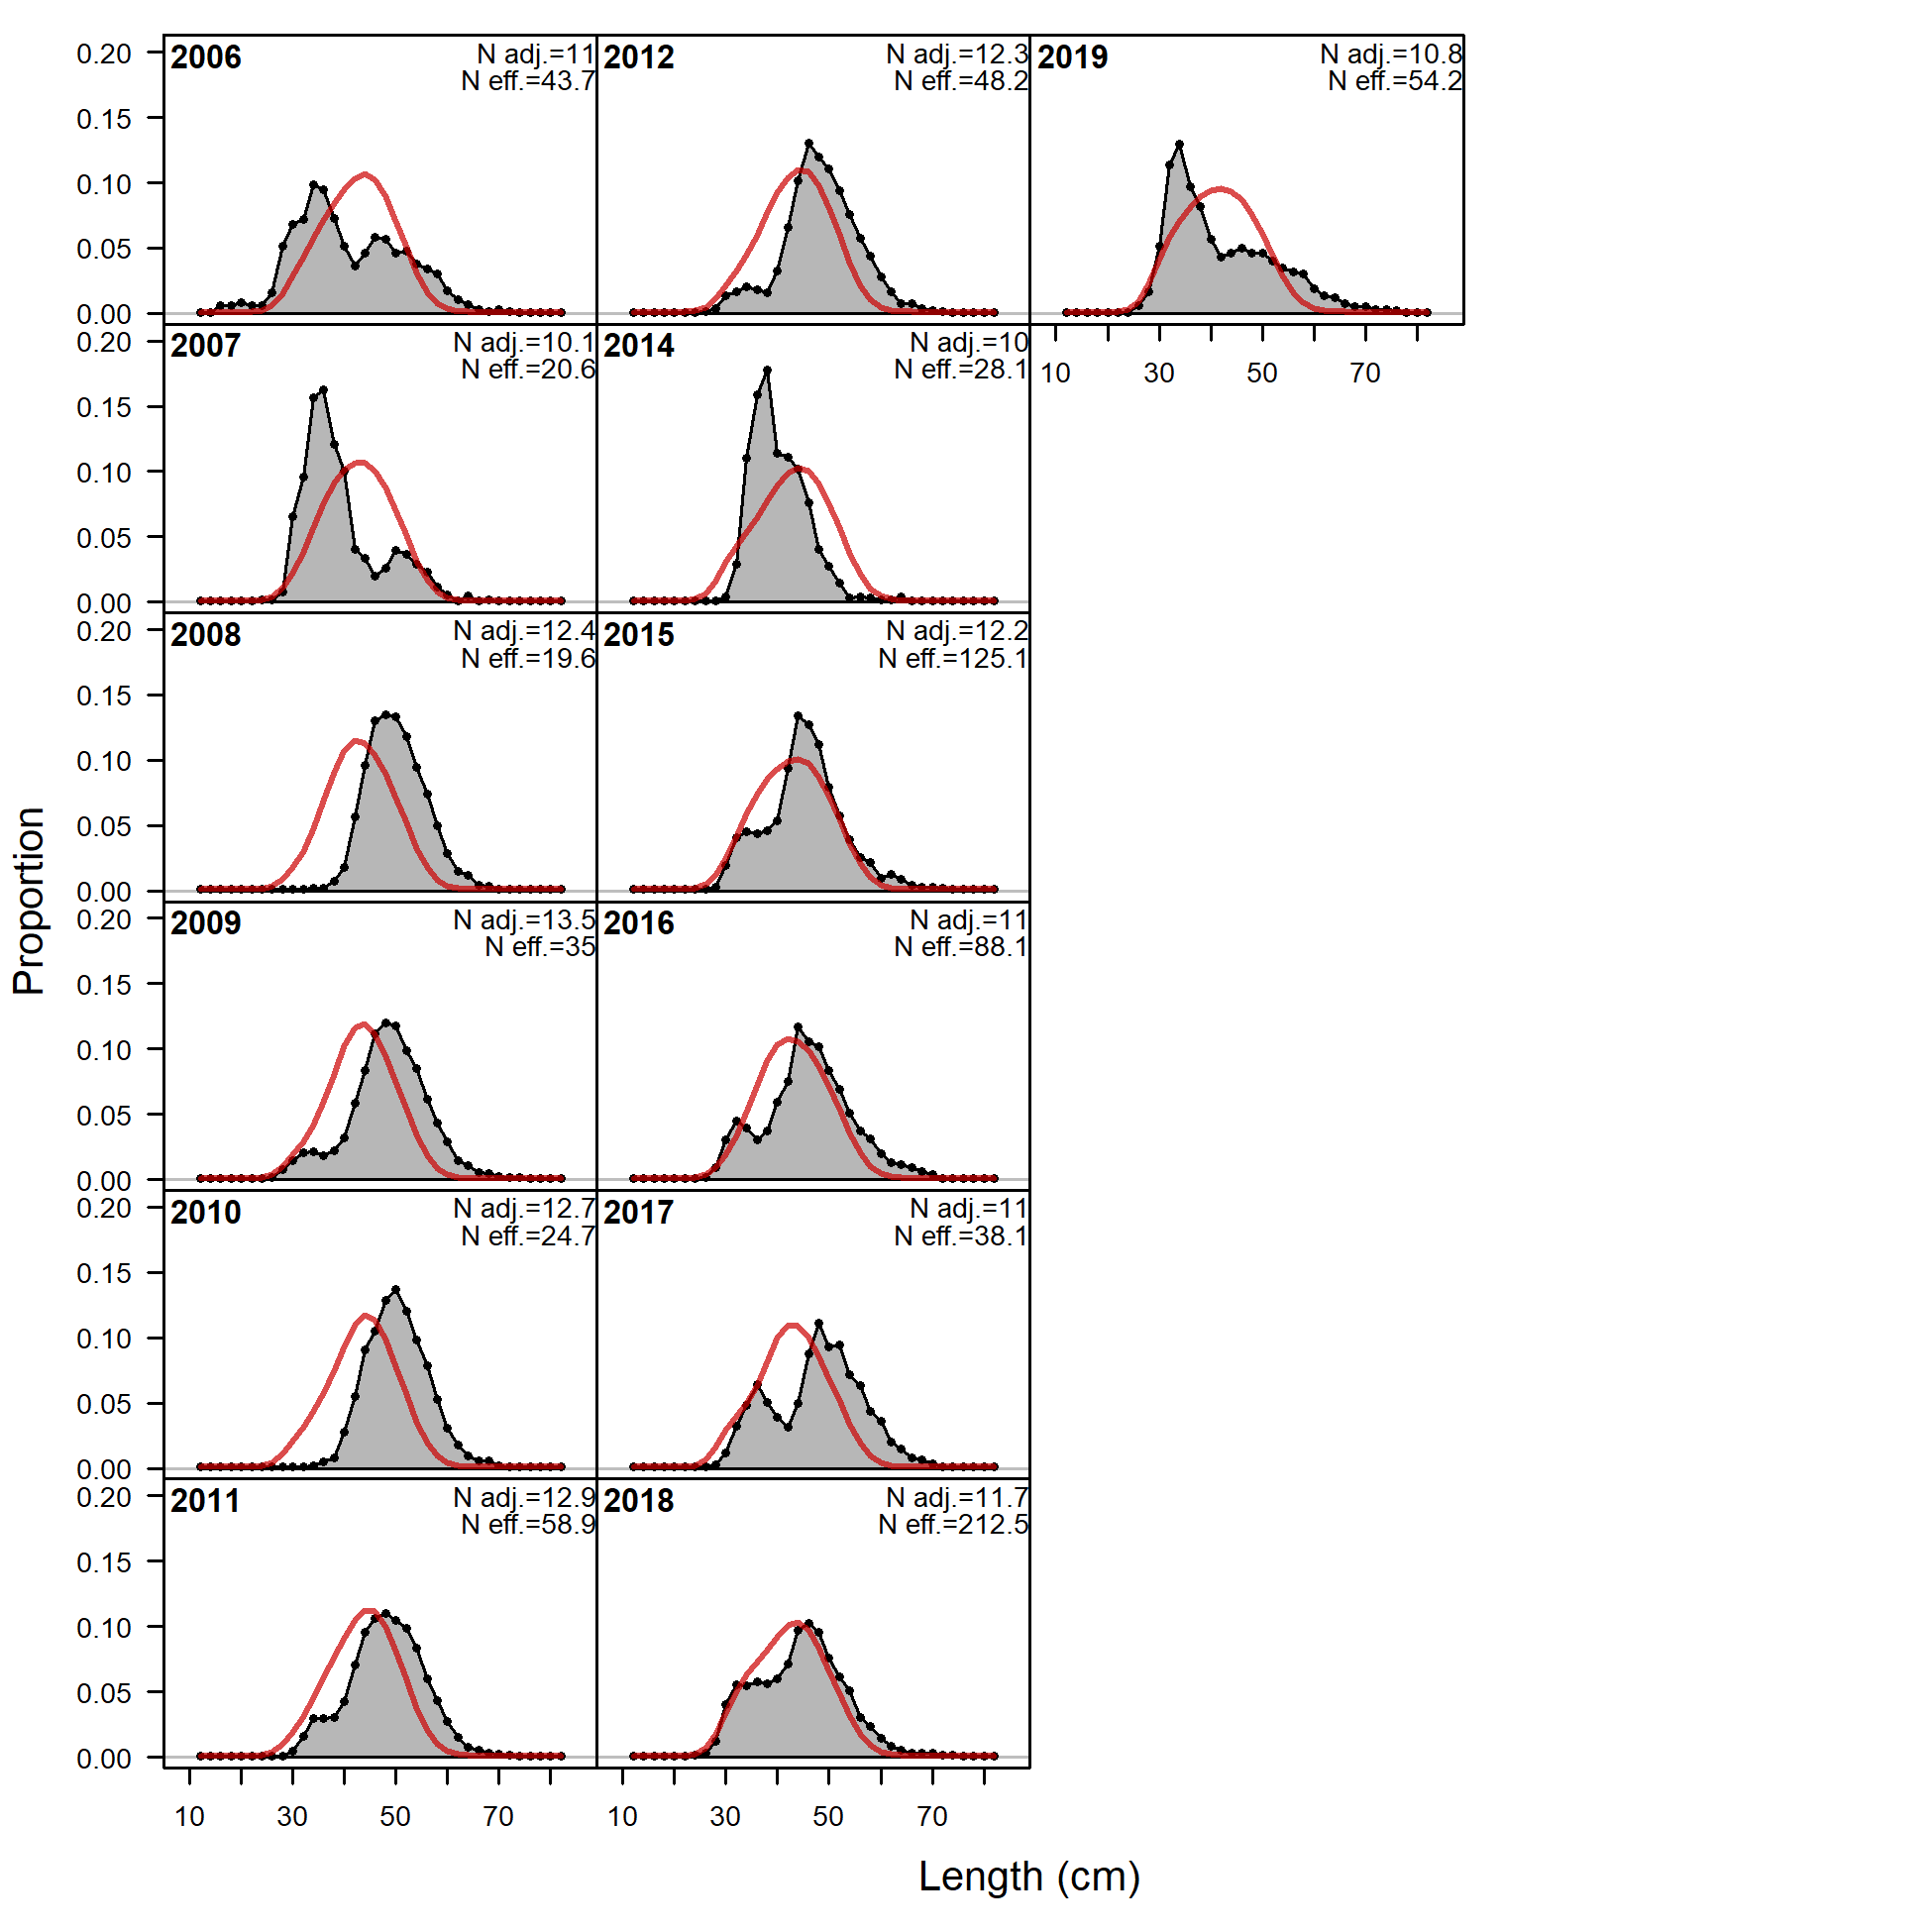 Proportion
0.20
0.15
0.10
0.05
0.00
2006
N adj.=11
N eff.=43.7
2012
N adj.=12.3
N eff.=48.2
2019
N adj.=10.8
N eff.=54.2
10 30 50 70
0.20
0.15
0.10
0.05
0.00
2007
N adj.=10.1
N eff.=20.6
2014
N adj.=10
N eff.=28.1
0.20
0.15
0.10
0.05
0.00
2008
N adj.=12.4
N eff.=19.6
2015
N adj.=12.2
N eff.=125.1
0.20
0.15
0.10
0.05
0.00
2009
N adj.=13.5
N eff.=35
2016
N adj.=11
N eff.=88.1
0.20
0.15
0.10
0.05
0.00
2010
N adj.=12.7
N eff.=24.7
2017
N adj.=11
N eff.=38.1
0.20
0.15
0.10
0.05
0.00
2011
N adj.=12.9
N eff.=58.9
2018
N adj.=11.7
N eff.=212.5
10 30 50 70
10 30 50 70
Length (cm)